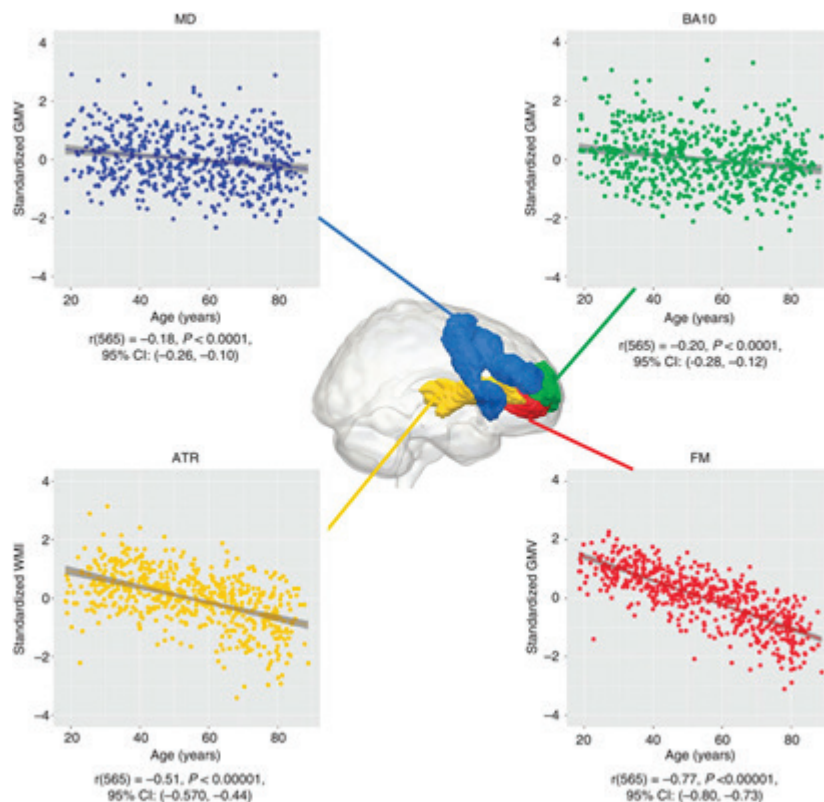 MD
4
2
0
−2
−4
Standardized GMV
20 40 60 80
Age (years)
r(565) = −0.18, P < 0.0001,
95% CI: (−0.26, −0.10)
BA10
4
2
0
−2
−4
Standardized GMV
20 40 60 80
Age (years)
r(565) = −0.20, P < 0.0001,
95% CI: (−0.28, −0.12)
ATR
4
2
0
−2
−4
Standardized WMI
20 40 60 80
Age (years)
r(565) = −0.51, P < 0.00001,
95% CI: (−0.570, −0.44)
FM
4
2
0
−2
−4
Standardized GMV
20 40 60 80
Age (years)
r(565) = −0.77, P < 0.00001,
95% CI: (−0.80, −0.73)